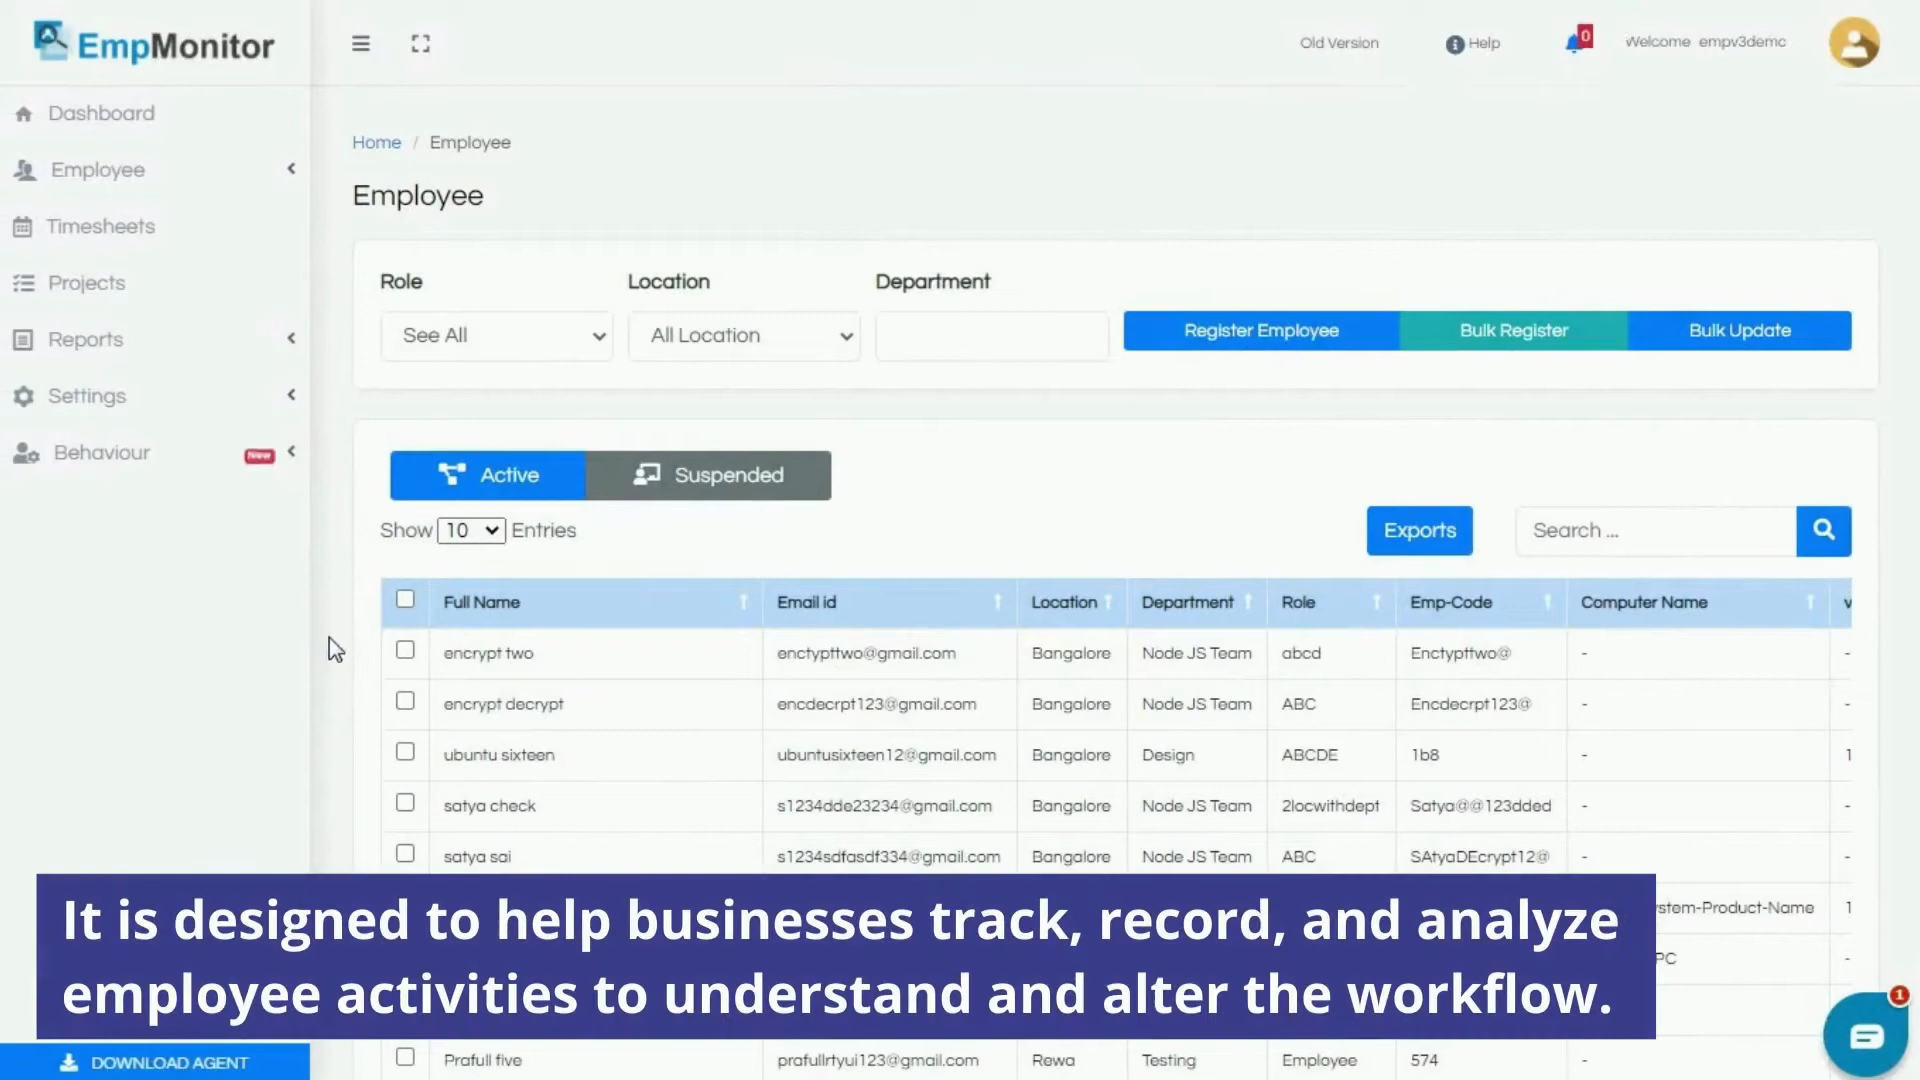 EmpMonitor
Old Version
Help
0
Welcome empv3demo
Dashboard
Employee
Timesheets
Projects
Reports
Settings
Behaviour
New
Home / Employee
Employee
Role
Location
Department
See All
All Location
Register Employee
Bulk Register
Bulk Update
Active
Suspended
Show 10 Entries
Exports
Search ...
Full Name Email id Location Department Role Emp-Code Computer Name
encrypt two enctypttwo@gmail.com Bangalore Node JS Team abcd Enctypttwo@ - -
encrypt decrypt encdecrpt123@gmail.com Bangalore Node JS Team ABC Encdecrpt123@ - -
ubuntu sixteen ubuntusixteen12@gmail.com Bangalore Design ABCDE 1b8 - 1
satya check s1234dde23234@gmail.com Bangalore Node JS Team 2locwithdept Satya@@123dded - -
satya sai s1234sdfasdf334@gmail.com Bangalore Node JS Team ABC SAtyaDEcrypt12@ - -
stem-Product-Name 1
PC -
It is designed to help businesses track, record, and analyze
employee activities to understand and alter the workflow.
1
Prafull five prafullrtyui123@gmail.com Rewa Testing Employee 574 -
DOWNLOAD AGENT